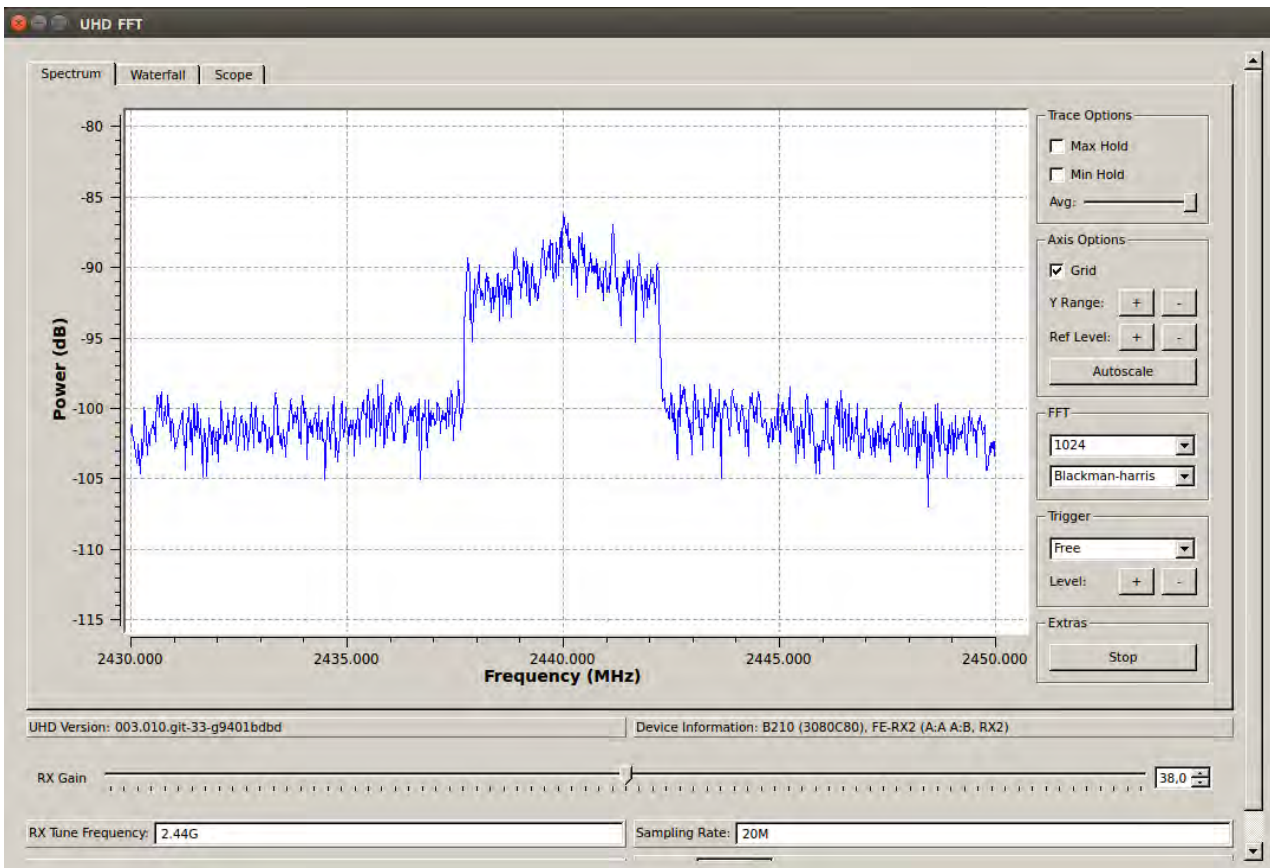 UHD FFT
Spectrum Waterfall Scope
Power (dB)
-80
-85
-90
-95
-100
-105
-110
-115
2430.000 2435.000 2440.000 2445.000 2450.000
Frequency (MHz)
Trace Options
Max Hold
Min Hold
Avg:
Axis Options
Grid
Y Range: + -
Ref Level: + -
Autoscale
FFT
1024
Blackman-harris
Trigger
Free
Level: + -
Extras
Stop
UHD Version: 003.010.git-33-g9401bdbd Device Information: B210 (3080C80), FE-RX2 (A:A A:B, RX2)
RX Gain 38,0
RX Tune Frequency: 2.44G Sampling Rate: 20M